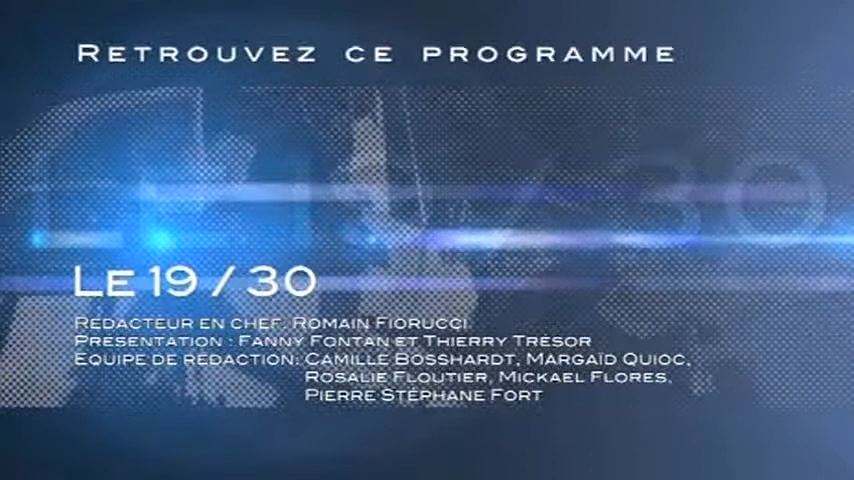 RETROUVEZ CE PROGRAMME
/ 30
LE 19 / 30
RÉDACTEUR EN CHEF: ROMAIN FIORUCCI
PRÉSENTATION : FANNY FONTAN ET THIERRY TRÉSOR
EQUIPE DE RÉDACTION: CAMILLE BOSSHARDT, MARGAÏD QUIOC,
ROSALIE FLOUTIER, MICKAEL FLORES,
PIERRE STÉPHANE FORT